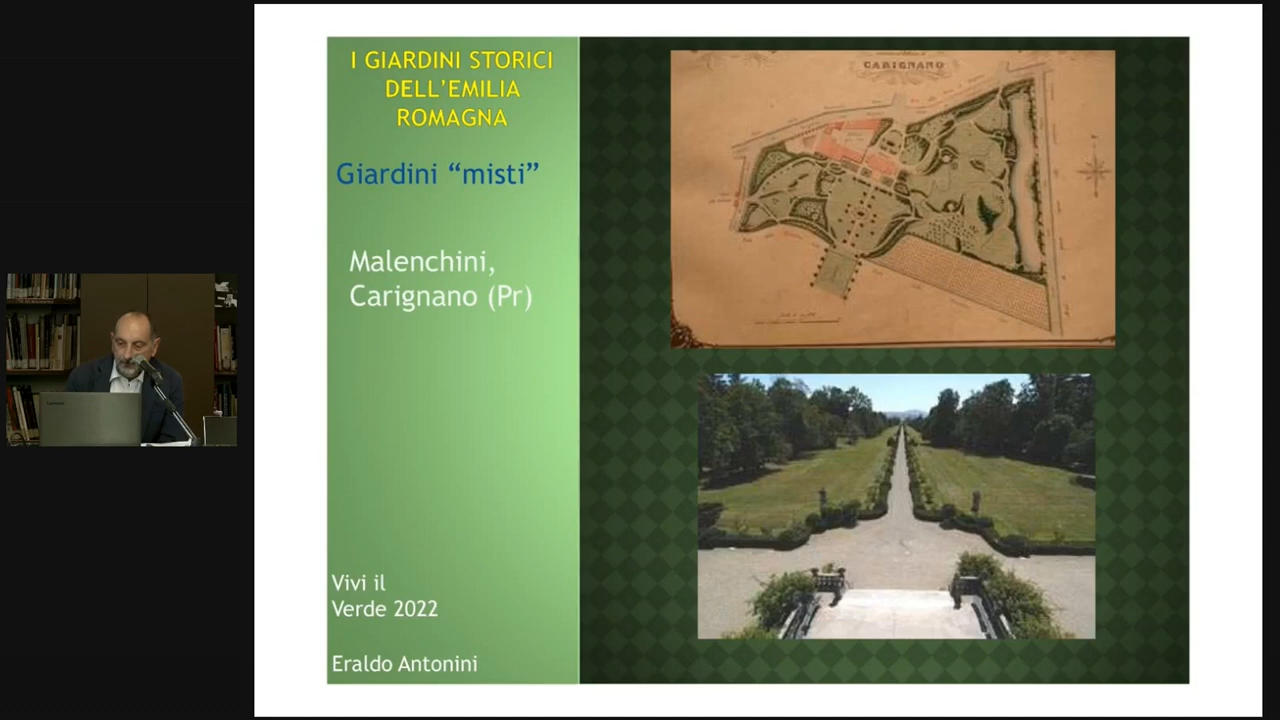 I GIARDINI STORICI
DELL'EMILIA
ROMAGNA
Giardini “misti”
Malenchini,
Carignano (Pr)
Vivi il
Verde 2022
Eraldo Antonini
CARIGNANO